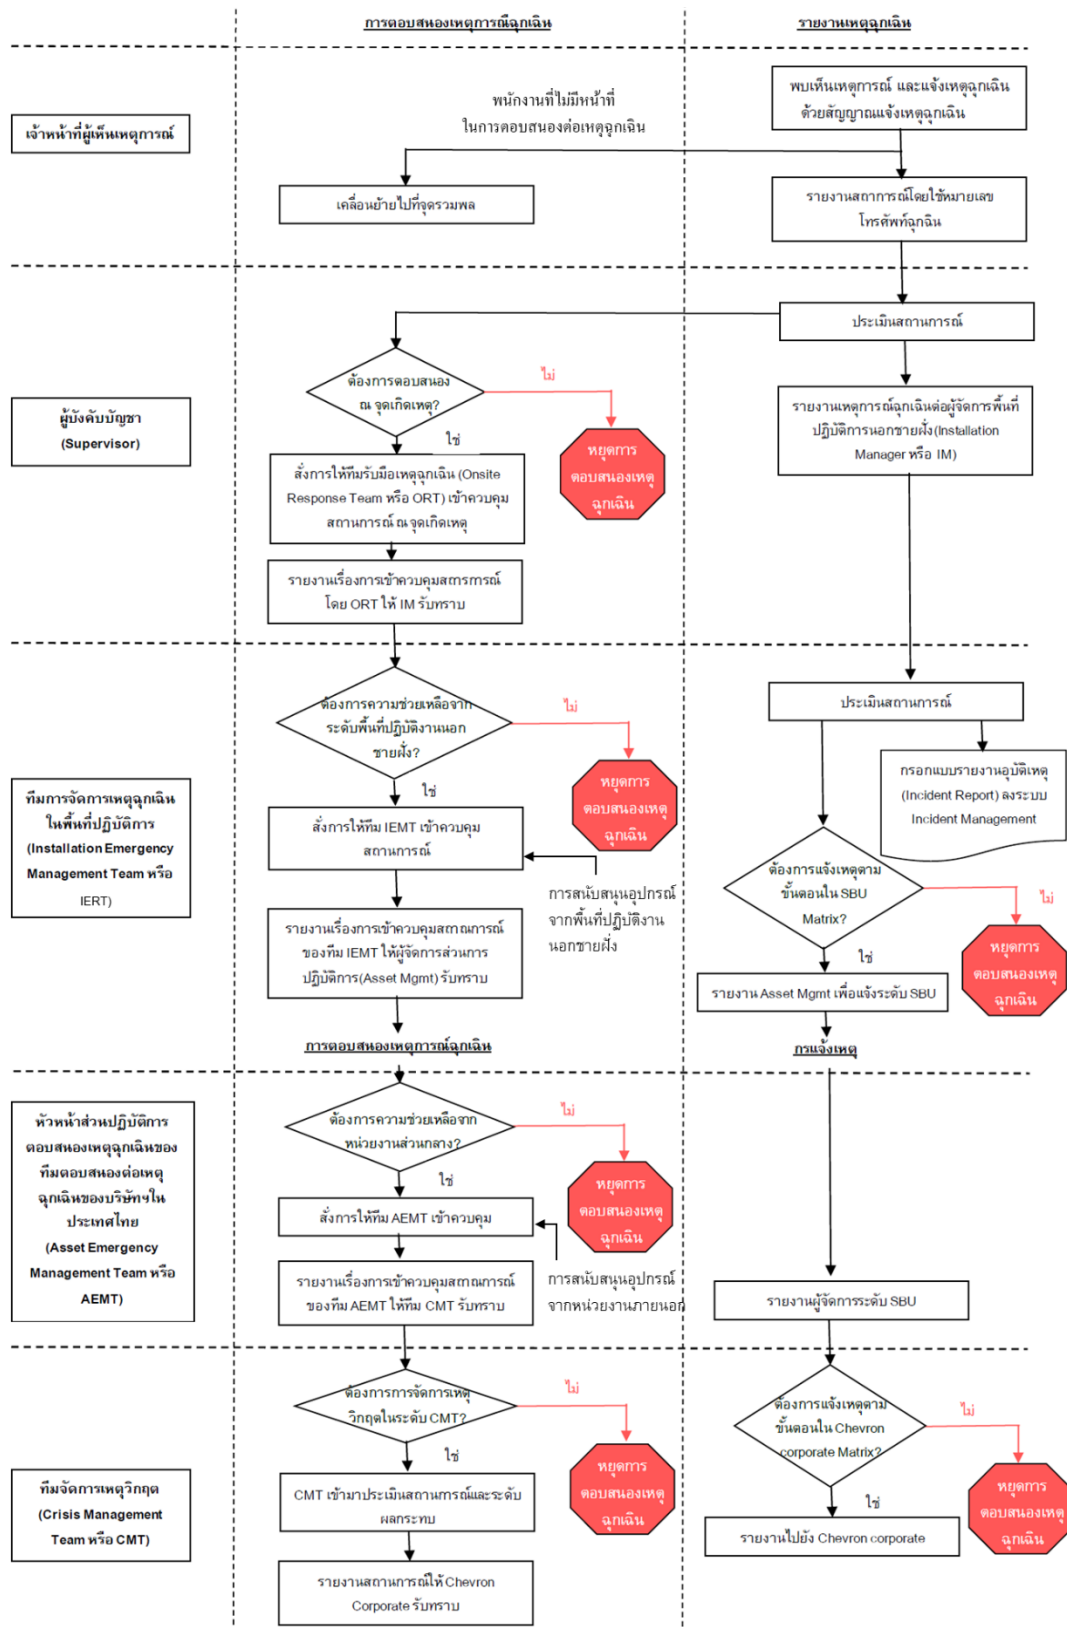 การตอบสนองเหตุการณ์ฉุกเฉิน
รายงานเหตุฉุกเฉิน
เจ้าหน้าที่ผู้เห็นเหตุการณ์
พบเห็นเหตุการณ์ และแจ้งเหตุฉุกเฉิน
ด้วยสัญญาณแจ้งเหตุฉุกเฉิน
พนักงานที่ไม่มีหน้าที่
ในการตอบสนองต่อเหตุฉุกเฉิน
เคลื่อนย้ายไปที่จุดรวมพล
รายงานสถาการณ์โดยใช้หมายเลข
โทรศัพท์ฉุกฉิน
ผู้บังคับบัญชา
(Supervisor)
ประเมินสถานการณ์
ต้องการตอบสนอง
ณ จุดเกิดเหตุ?
ไม่
ใช่
หยุดการ
ตอบสนองเหตุ
ฉุกเฉิน
รายงานเหตุการณ์ฉุกเฉินต่อผู้จัดการพื้นที่
ปฏิบัติการนอกชายฝั่ง(Installation
Manager หรือ IM)
สั่งการให้ทีมรับมือเหตุฉุกเฉิน (Onsite
Response Team หรือ ORT) เข้าควบคุม
สถานการณ์ ณ จุดเกิดเหตุ
รายงานเรื่องการเข้าควบคุมสถารการณ์
โดย ORT ให้ IM รับทราบ
ทีมการจัดการเหตุฉุกเฉิน
ในพื้นที่ปฏิบัติการ
(Installation Emergency
Management Team หรือ
IERT)
ต้องการความช่วยเหลือจาก
ระดับพื้นที่ปฏิบัติงานนอก
ชายฝั่ง?
ไม่
ใช่
หยุดการ
ตอบสนองเหตุ
ฉุกเฉิน
สั่งการให้ทีม IEMT เข้าควบคุม
สถานการณ์
การสนับสนุนอุปกรณ์
จากพื้นที่ปฏิบัติงาน
นอกชายฝั่ง
รายงานเรื่องการเข้าควบคุมสถาณการณ์
ของทีม IEMT ให้ผู้จัดการส่วนการ
ปฏิบัติการ(Asset Mgmt) รับทราบ
ประเมินสถานการณ์
กรอกแบบรายงานอุบัติเหตุ
(Incident Report) ลงระบบ
Incident Management
ต้องการแจ้งเหตุตาม
ขั้นตอนใน SBU
Matrix?
ไม่
ใช่
หยุดการ
ตอบสนองเหตุ
ฉุกเฉิน
รายงาน Asset Mgmt เพื่อแจ้งระดับ SBU
การตอบสนองเหตุการณ์ฉุกเฉิน
กรแจ้งเหตุ
หัวหน้าส่วนปฏิบัติการ
ตอบสนองเหตุฉุกเฉินของ
ทีมตอบสนองต่อเหตุ
ฉุกเฉินของบริษัทฯใน
ประเทศไทย
(Asset Emergency
Management Team หรือ
AEMT)
ต้องการความช่วยเหลือจาก
หน่วยงานส่วนกลาง?
ไม่
ใช่
หยุดการ
ตอบสนองเหตุ
ฉุกเฉิน
สั่งการให้ทีม AEMT เข้าควบคุม
การสนับสนุนอุปกรณ์
จากหน่วยงานภายนอก
รายงานเรื่องการเข้าควบคุมสถาณการณ์
ของทีม AEMT ให้ทีม CMT รับทราบ
รายงานผู้จัดการระดับ SBU
ทีมจัดการเหตุวิกฤต
(Crisis Management
Team หรือ CMT)
ต้องการการจัดการเหตุ
วิกฤตในระดับ CMT?
ไม่
ใช่
หยุดการ
ตอบสนองเหตุ
ฉุกเฉิน
CMT เข้ามาประเมินสถานการณ์และระดับ
ผลกระทบ
รายงานสถานการณ์ให้ Chevron
Corporate รับทราบ
ต้องการแจ้งเหตุตาม
ขั้นตอนใน Chevron
corporate Matrix?
ไม่
ใช่
หยุดการ
ตอบสนองเหตุ
ฉุกเฉิน
รายงานไปยัง Chevron corporate